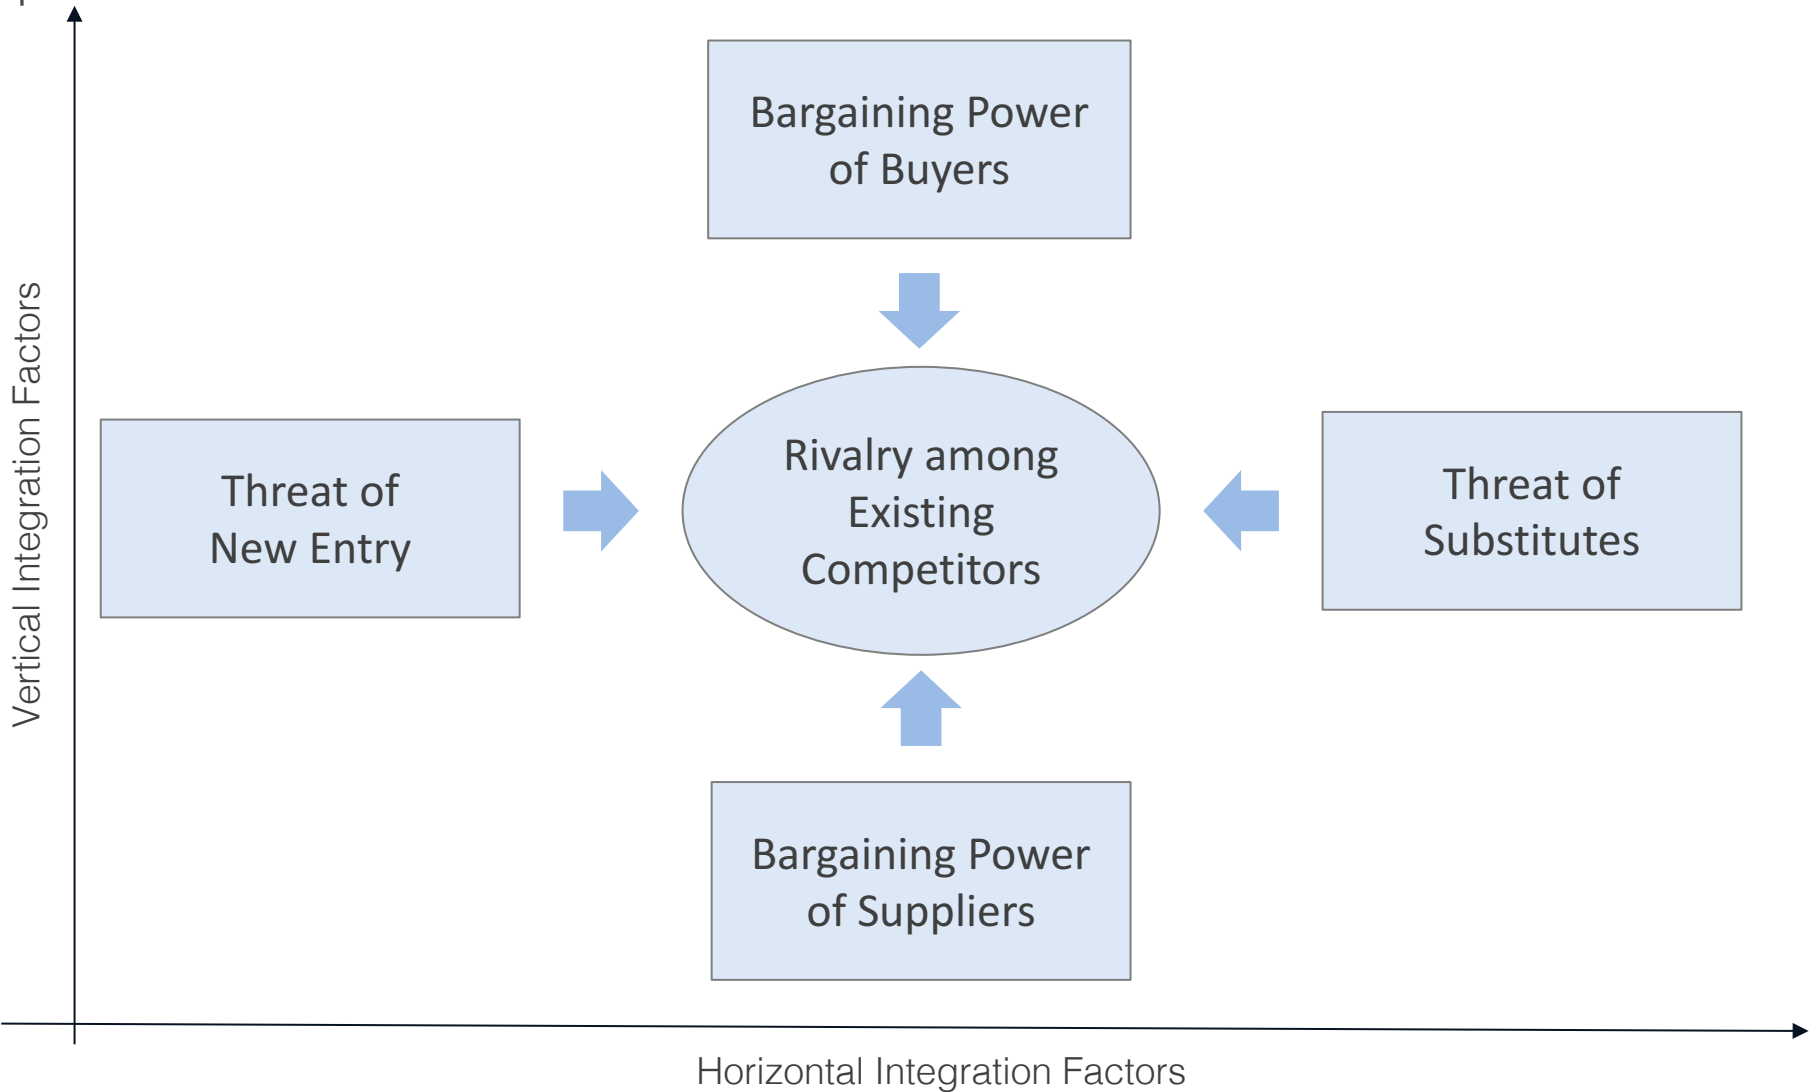 Bargaining Power
of Buyers
Vertical Integration Factors
Threat of
New Entry
Rivalry among
Existing
Competitors
Threat of
Substitutes
Bargaining Power
of Suppliers
Horizontal Integration Factors